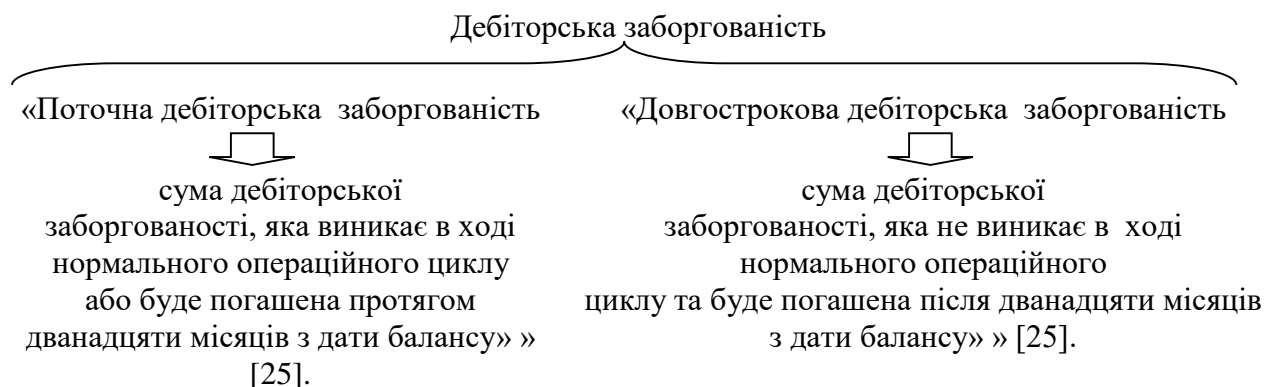 Дебіторська заборгованість
«Поточна дебіторська заборгованість
сума дебіторської
заборгованості, яка виникає в ході
нормального операційного циклу
або буде погашена протягом
дванадцяти місяців з дати балансу» »
[25].
«Довгострокова дебіторська заборгованість
сума дебіторської
заборгованості, яка не виникає в ході
нормального операційного
циклу та буде погашена після дванадцяти місяців
з дати балансу» » [25].